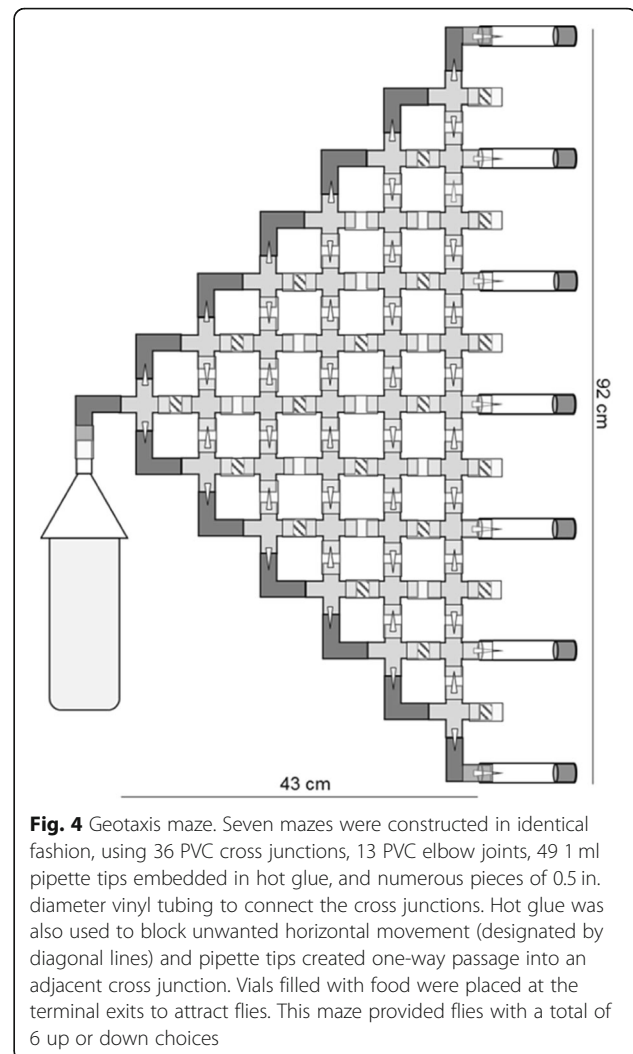 92 cm
43 cm
Fig. 4 Geotaxis maze. Seven mazes were constructed in identical
fashion, using 36 PVC cross junctions, 13 PVC elbow joints, 49 1 ml
pipette tips embedded in hot glue, and numerous pieces of 0.5 in.
diameter vinyl tubing to connect the cross junctions. Hot glue was
also used to block unwanted horizontal movement (designated by
diagonal lines) and pipette tips created one-way passage into an
adjacent cross junction. Vials filled with food were placed at the
terminal exits to attract flies. This maze provided flies with a total of
6 up or down choices